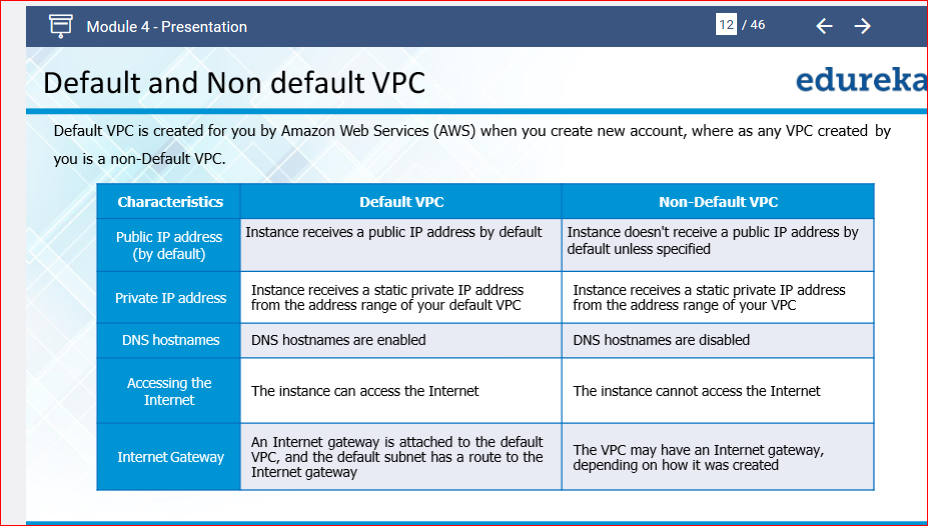 Module 4 - Presentation
12 / 46
Default and Non default VPC
edureka
Default VPC is created for you by Amazon Web Services (AWS) when you create new account, where as any VPC created by
you is a non-Default VPC.
Characteristics
Default VPC
Non-Default VPC
Public IP address
(by default)
Instance receives a public IP address by default
Instance doesn't receive a public IP address by
default unless specified
Private IP address
Instance receives a static private IP address
from the address range of your default VPC
Instance receives a static private IP address
from the address range of your VPC
DNS hostnames
DNS hostnames are enabled
DNS hostnames are disabled
Accessing the
Internet
The instance can access the Internet
The instance cannot access the Internet
Internet Gateway
An Internet gateway is attached to the default
VPC, and the default subnet has a route to the
Internet gateway
The VPC may have an Internet gateway,
depending on how it was created